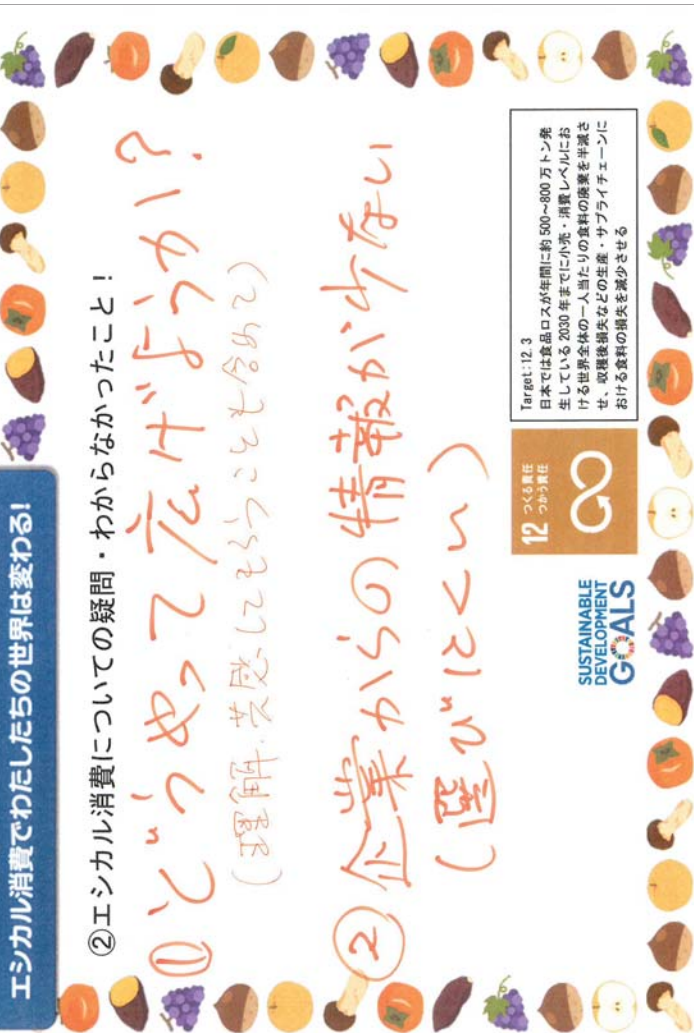 エシカル消費でわたしたちの世界は変わる!
②エシカル消費についての疑問・わからなかったこと!
① どうやって広げようか?
(理解.共感してもらうことも含めて)
② 企業からの情報が少ない
(選びにくい)
SUSTAINABLE
DEVELOPMENT
GOALS
12 つくる責任
つかう責任
Target:12.3
日本では食品ロスが年間に約500~800万トン発
生している2030年までに小売・消費レベルにお
ける世界全体の一人当たりの食料の廃棄を半減さ
せ、収穫後損失などの生産・サプライチェーンに
おける食料の損失を減少させる